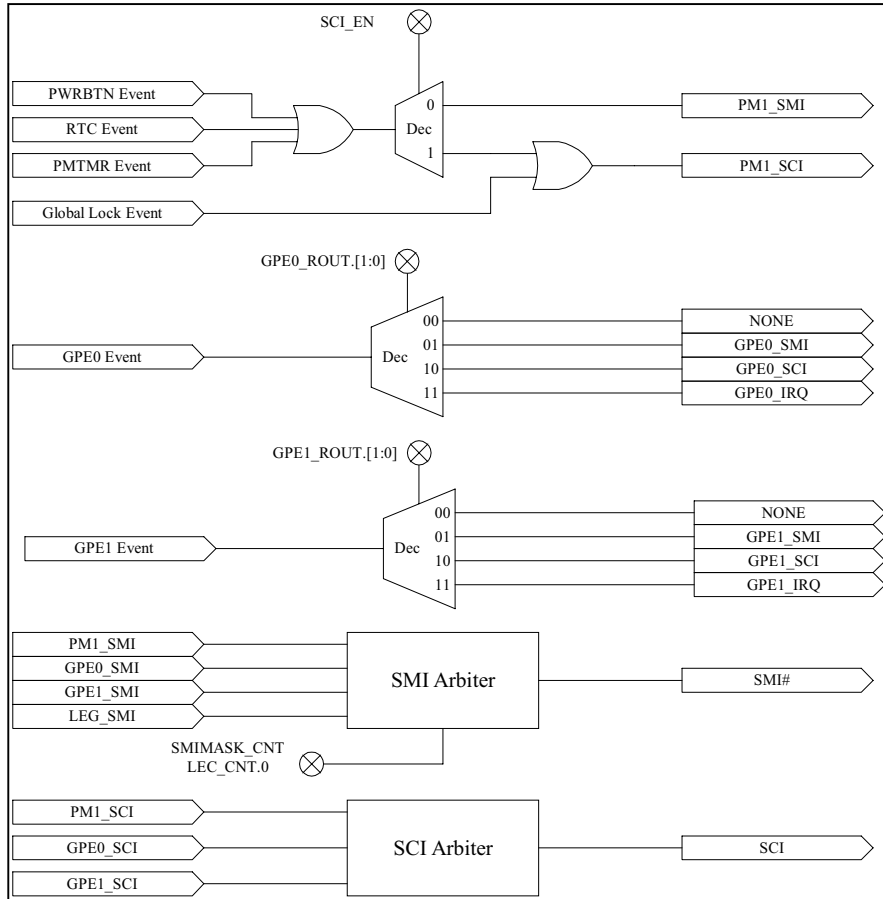 SCI_EN
PWRBTN Event
0
PM1_SMI
RTC Event
Dec
PMTMR Event
1
PM1_SCI
Global Lock Event
GPE0_ROUT.[1:0]
00
NONE
01
GPE0_SMI
GPE0 Event
Dec
10
GPE0_SCI
11
GPE0_IRQ
GPE1_ROUT.[1:0]
00
NONE
01
GPE1_SMI
GPE1 Event
Dec
10
GPE1_SCI
11
GPE1_IRQ
PM1_SMI
GPE0_SMI
GPE1_SMI
LEG_SMI
SMI Arbiter
SMI#
SMIMASK_CNT
LEC_CNT.0
PM1_SCI
GPE0_SCI
GPE1_SCI
SCI Arbiter
SCI